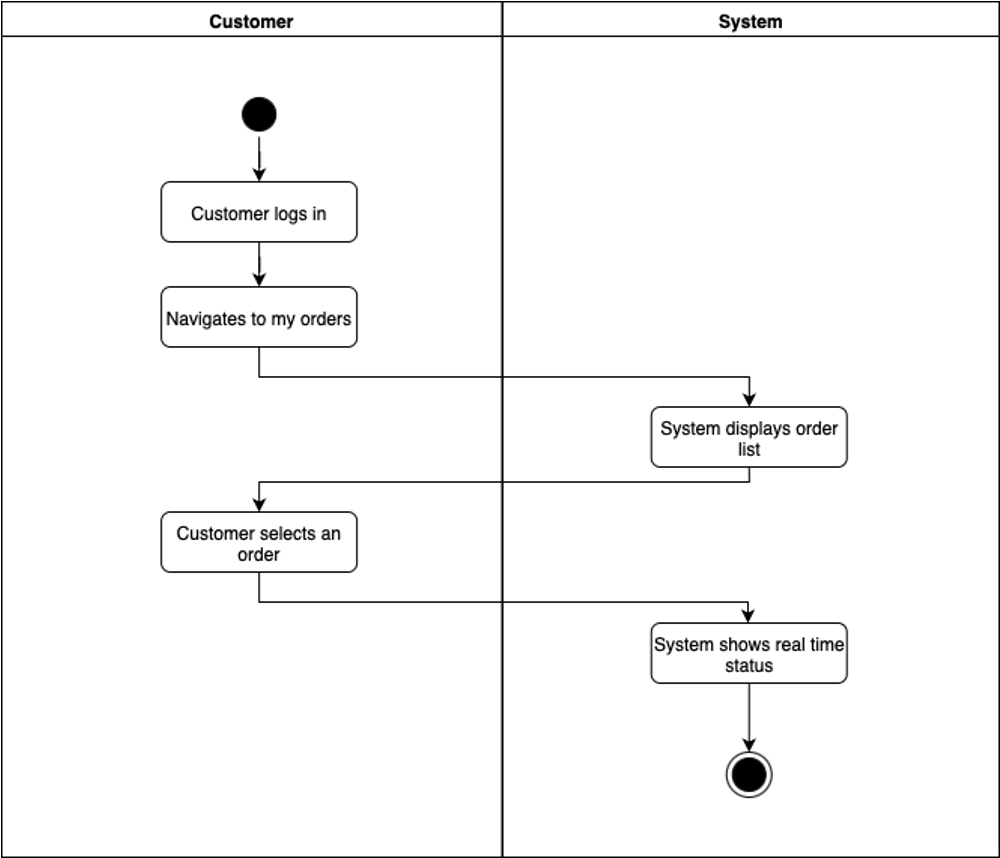 Customer
System
Customer logs in
Navigates to my orders
System displays order
list
Customer selects an
order
System shows real time
status